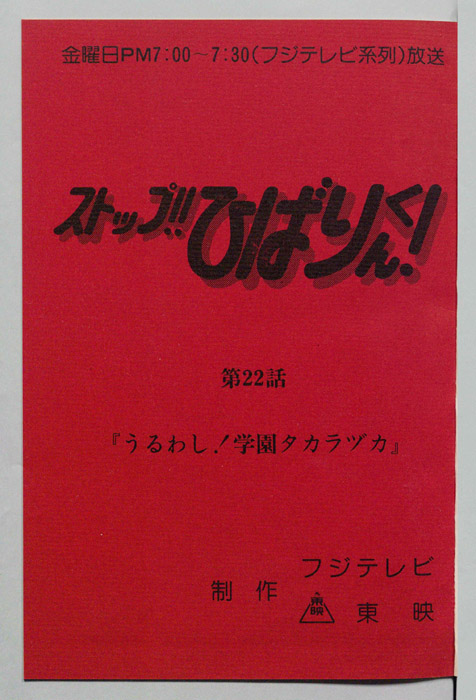 金曜日PM7:00～7:30(フジテレビ系列)放送
ストップ!!ひばりくん!
第22話
『うるわし!学園タカラヅカ』
制作 フジテレビ
東映 東映